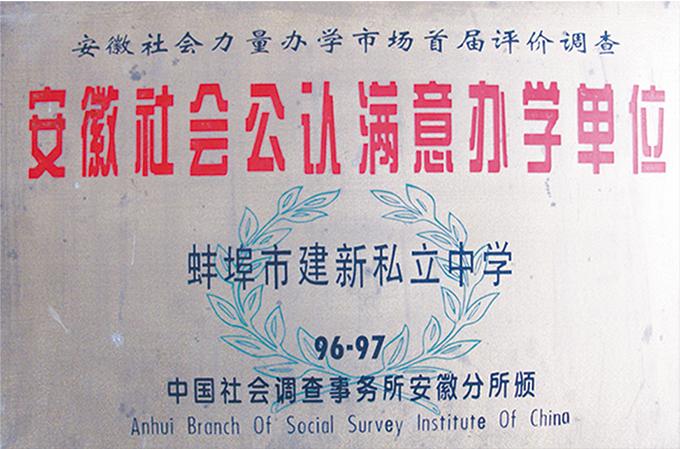 安徽社会力量办学市场首届评价调查
安徽社会公认满意办学单位
蚌埠市建新私立中学
96-97
中国社会调查事务所安徽分所颁
Anhui Branch Of Social Survey Institute Of China